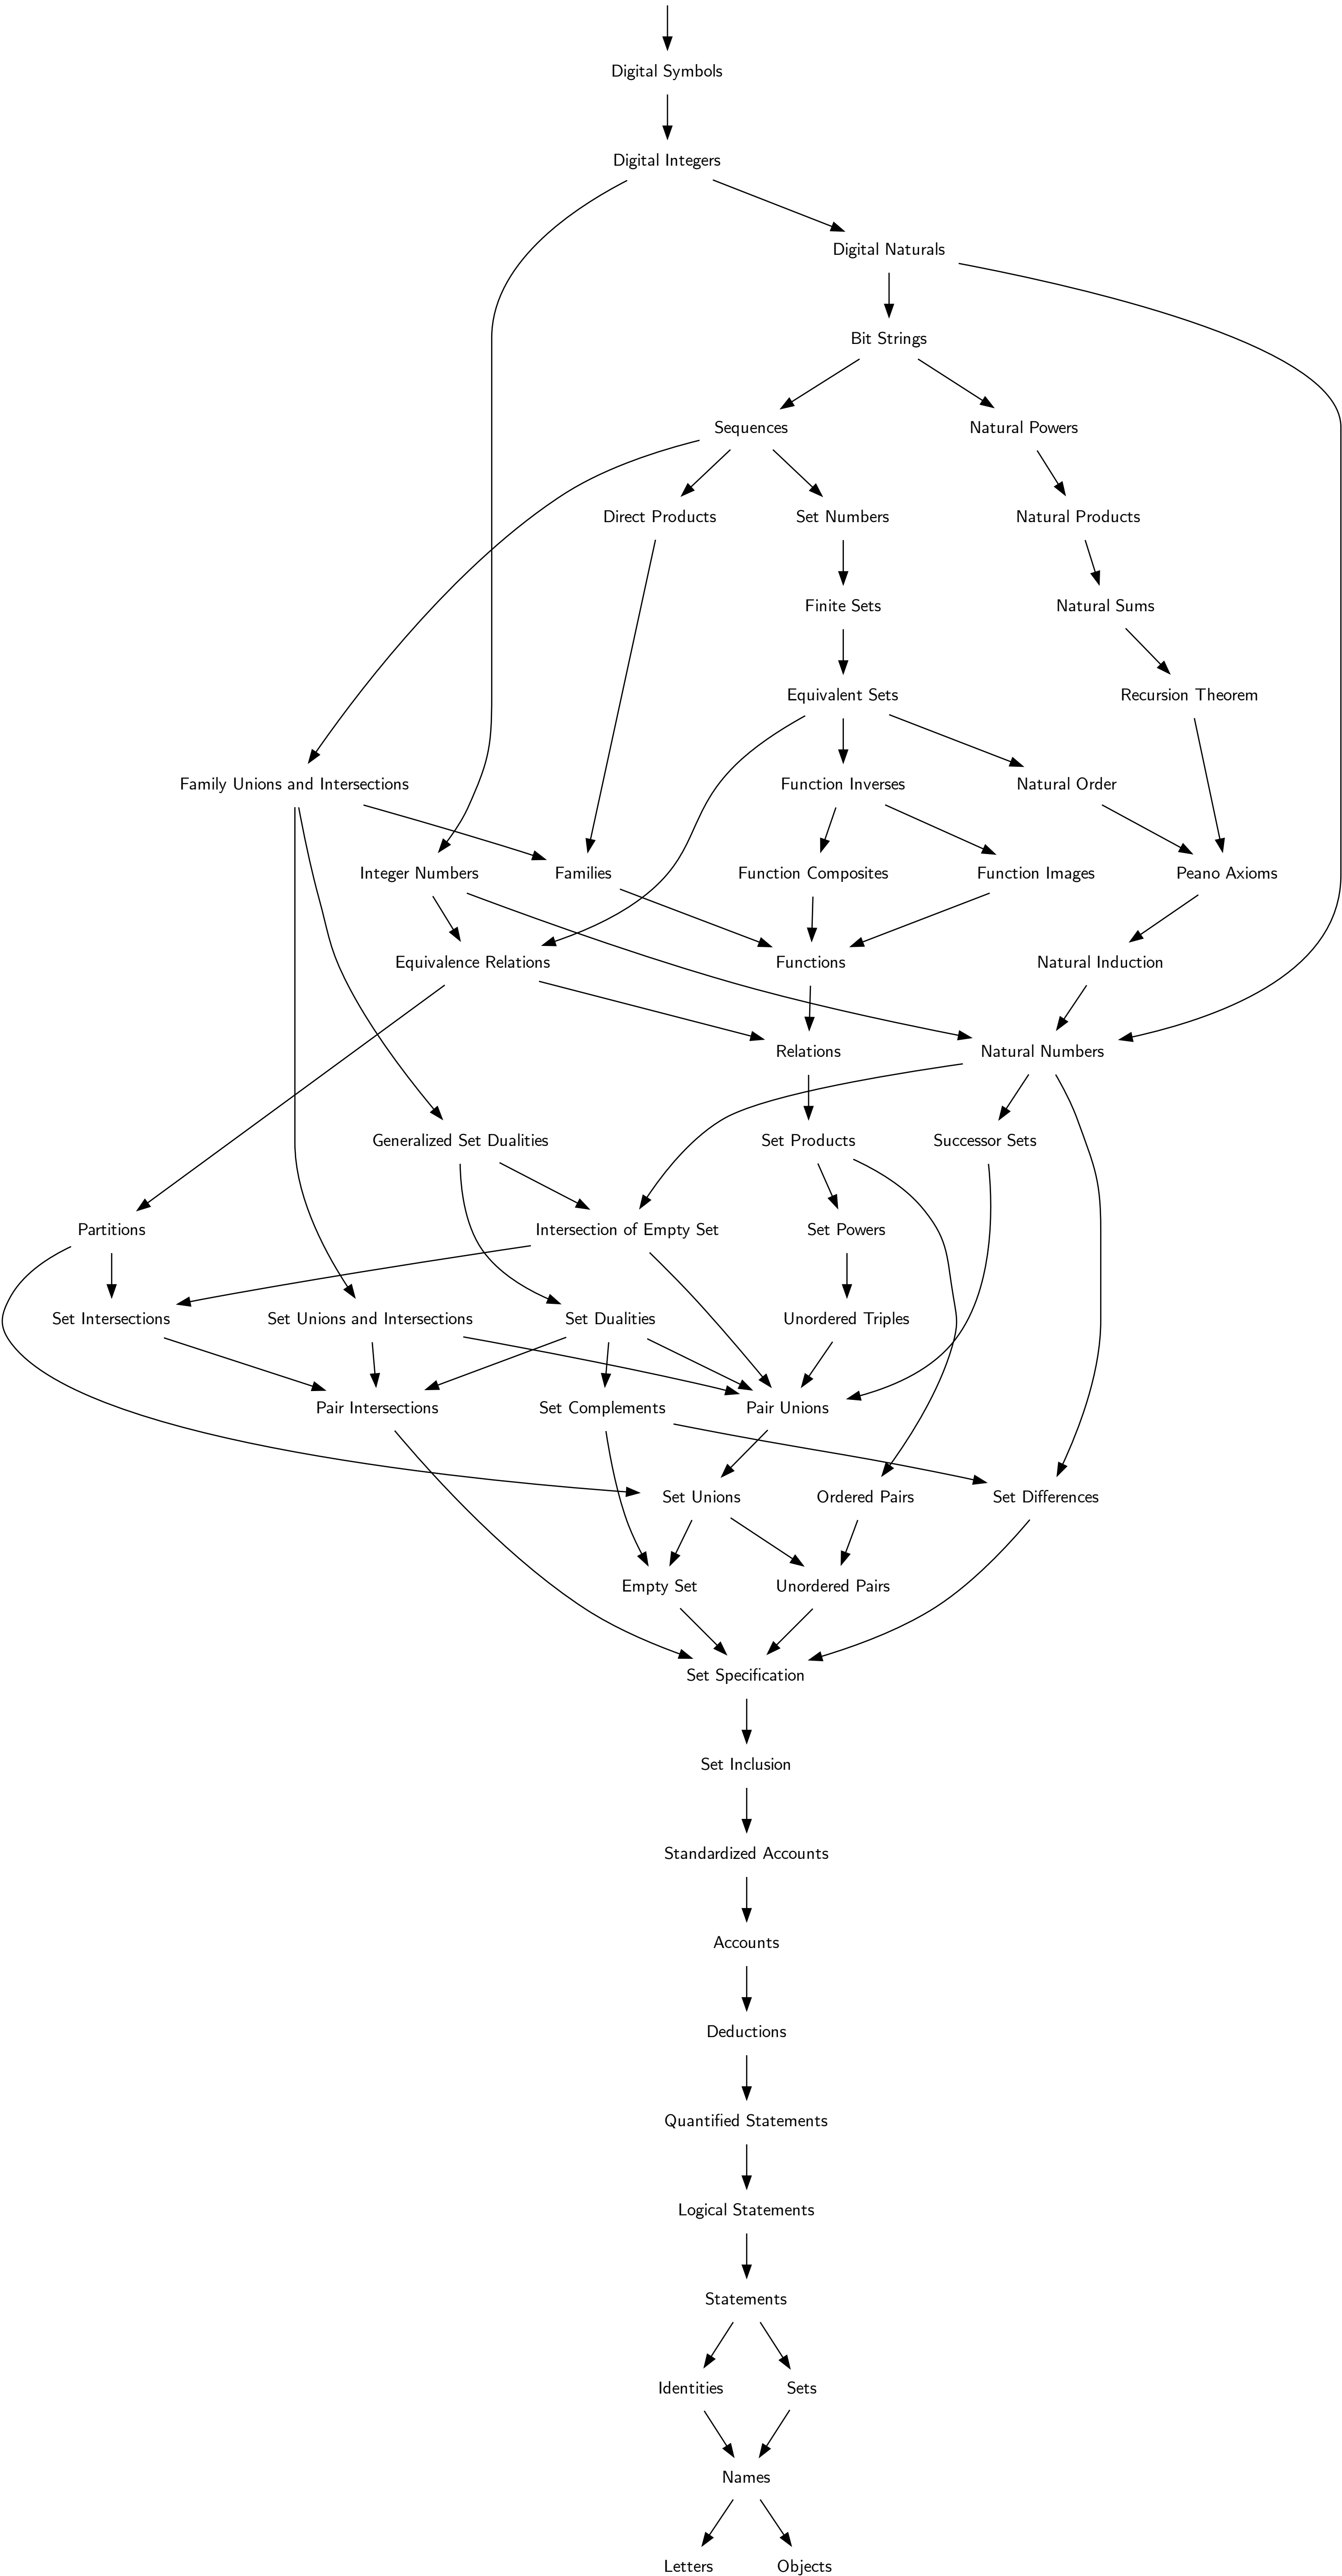 Digital Symbols
Digital Integers
Digital Naturals
Bit Strings
Sequences
Natural Powers
Direct Products
Set Numbers
Natural Products
Finite Sets
Natural Sums
Equivalent Sets
Recursion Theorem
Family Unions and Intersections
Function Inverses
Natural Order
Integer Numbers
Families
Function Composites
Function Images
Peano Axioms
Equivalence Relations
Functions
Natural Induction
Relations
Natural Numbers
Generalized Set Dualities
Set Products
Successor Sets
Partitions
Intersection of Empty Set
Set Powers
Set Intersections
Set Unions and Intersections
Set Dualities
Unordered Triples
Pair Intersections
Set Complements
Pair Unions
Set Unions
Ordered Pairs
Set Differences
Empty Set
Unordered Pairs
Set Specification
Set Inclusion
Standardized Accounts
Accounts
Deductions
Quantified Statements
Logical Statements
Statements
Identities
Sets
Names
Letters
Objects